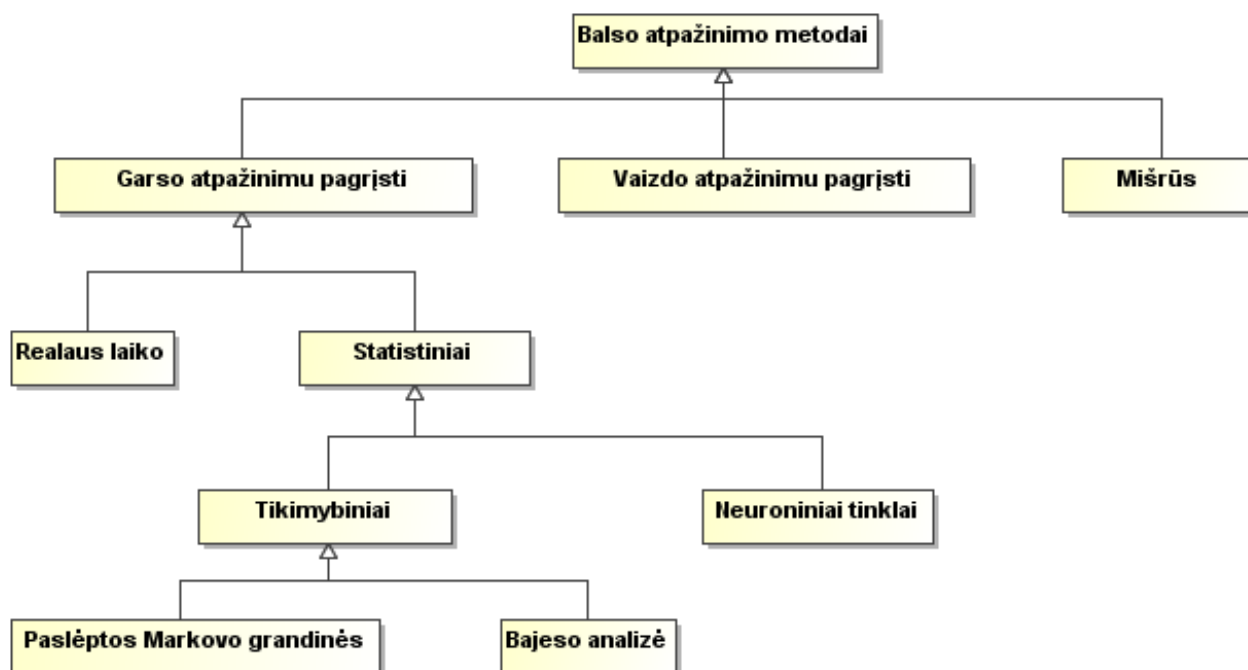 Balso atpažinimo metodai
Garso atpažinimu pagrįsti
Vaizdo atpažinimu pagrįsti
Mišrūs
Realaus laiko
Statistiniai
Tikimybiniai
Neuroniniai tinklai
Paslėptos Markovo grandinės
Bajeso analizė